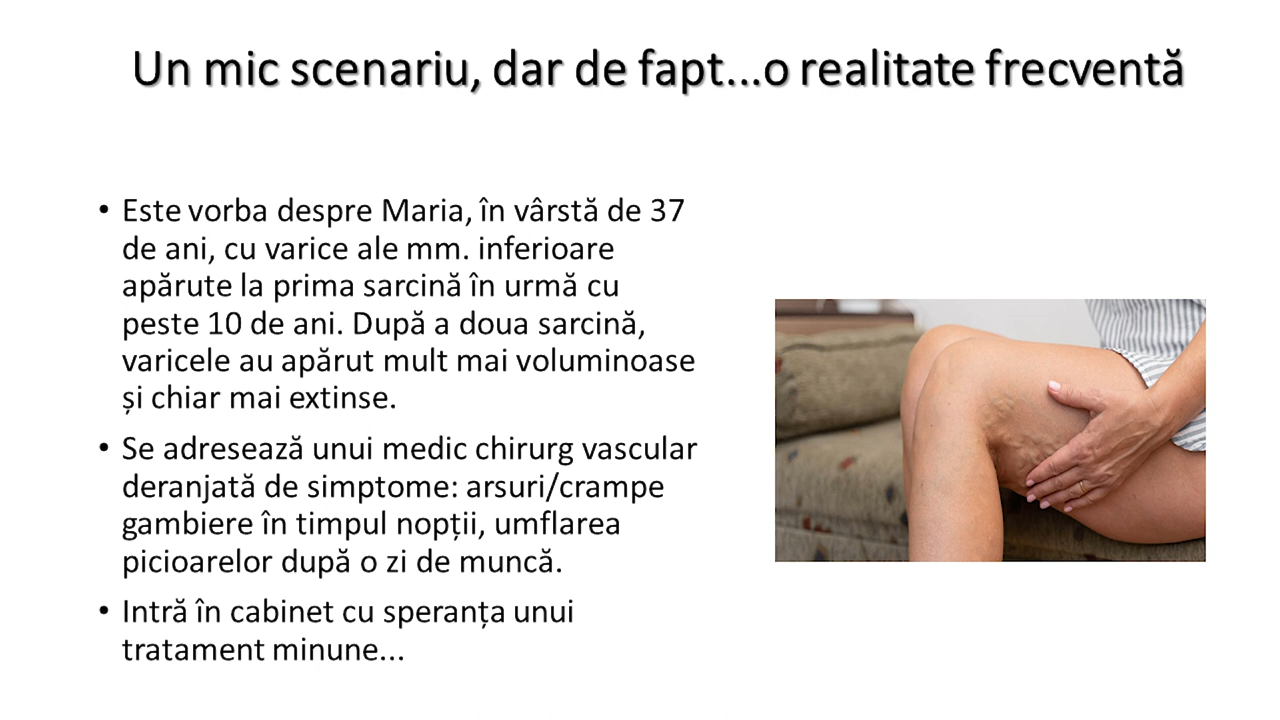 Un mic scenariu, dar de fapt...o realitate frecventă
• Este vorba despre Maria, în vârstă de 37
de ani, cu varice ale mm. inferioare
apărute la prima sarcină în urmă cu
peste 10 de ani. După a doua sarcină,
varicele au apărut mult mai voluminoase
și chiar mai extinse.
• Se adresează unui medic chirurg vascular
deranjată de simptome: arsuri/crampe
gambiere în timpul nopții, umflarea
picioarelor după o zi de muncă.
• Intră în cabinet cu speranța unui
tratament minune...